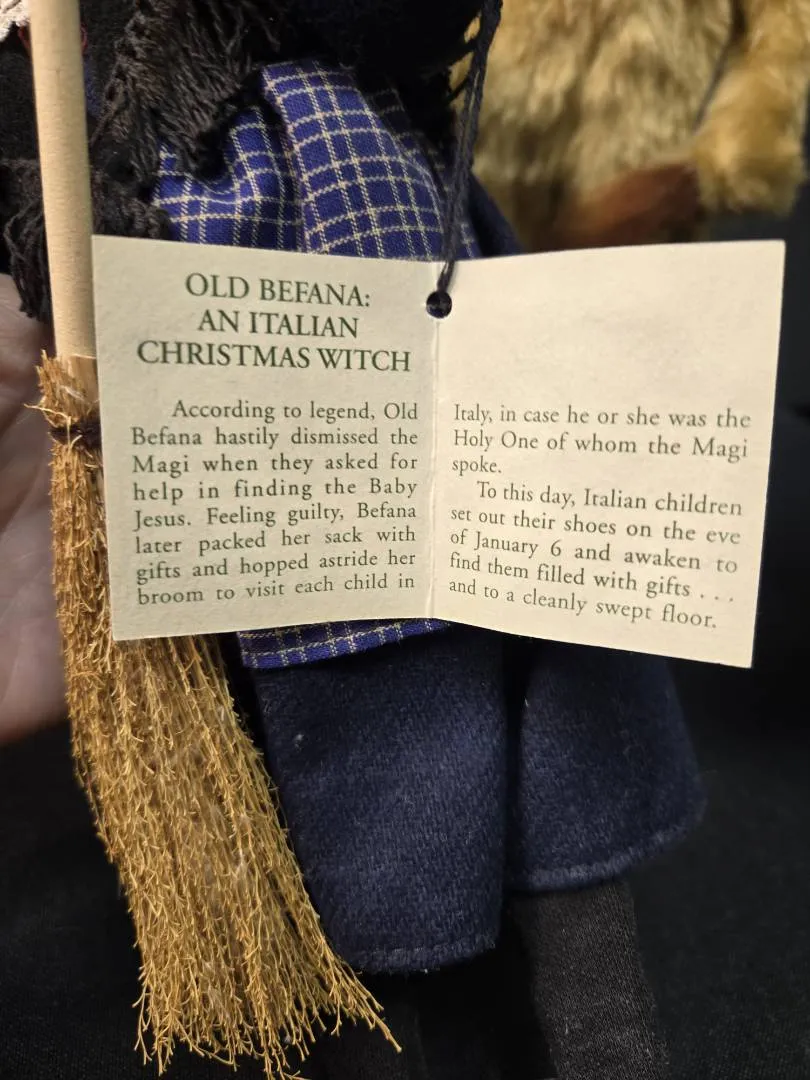 OLD BEFANA:
AN ITALIAN
CHRISTMAS WITCH
According to legend, Old
Befana hastily dismissed the
Magi when they asked for
help in finding the Baby
Jesus. Feeling guilty, Befana
later packed her sack with
gifts and hopped astride her
broom to visit each child in
Italy, in case he or she was the
Holy One of whom the Magi
spoke.
To this day, Italian children
set out their shoes on the eve
of January 6 and awaken to
find them filled with gifts . . .
and to a cleanly swept floor.